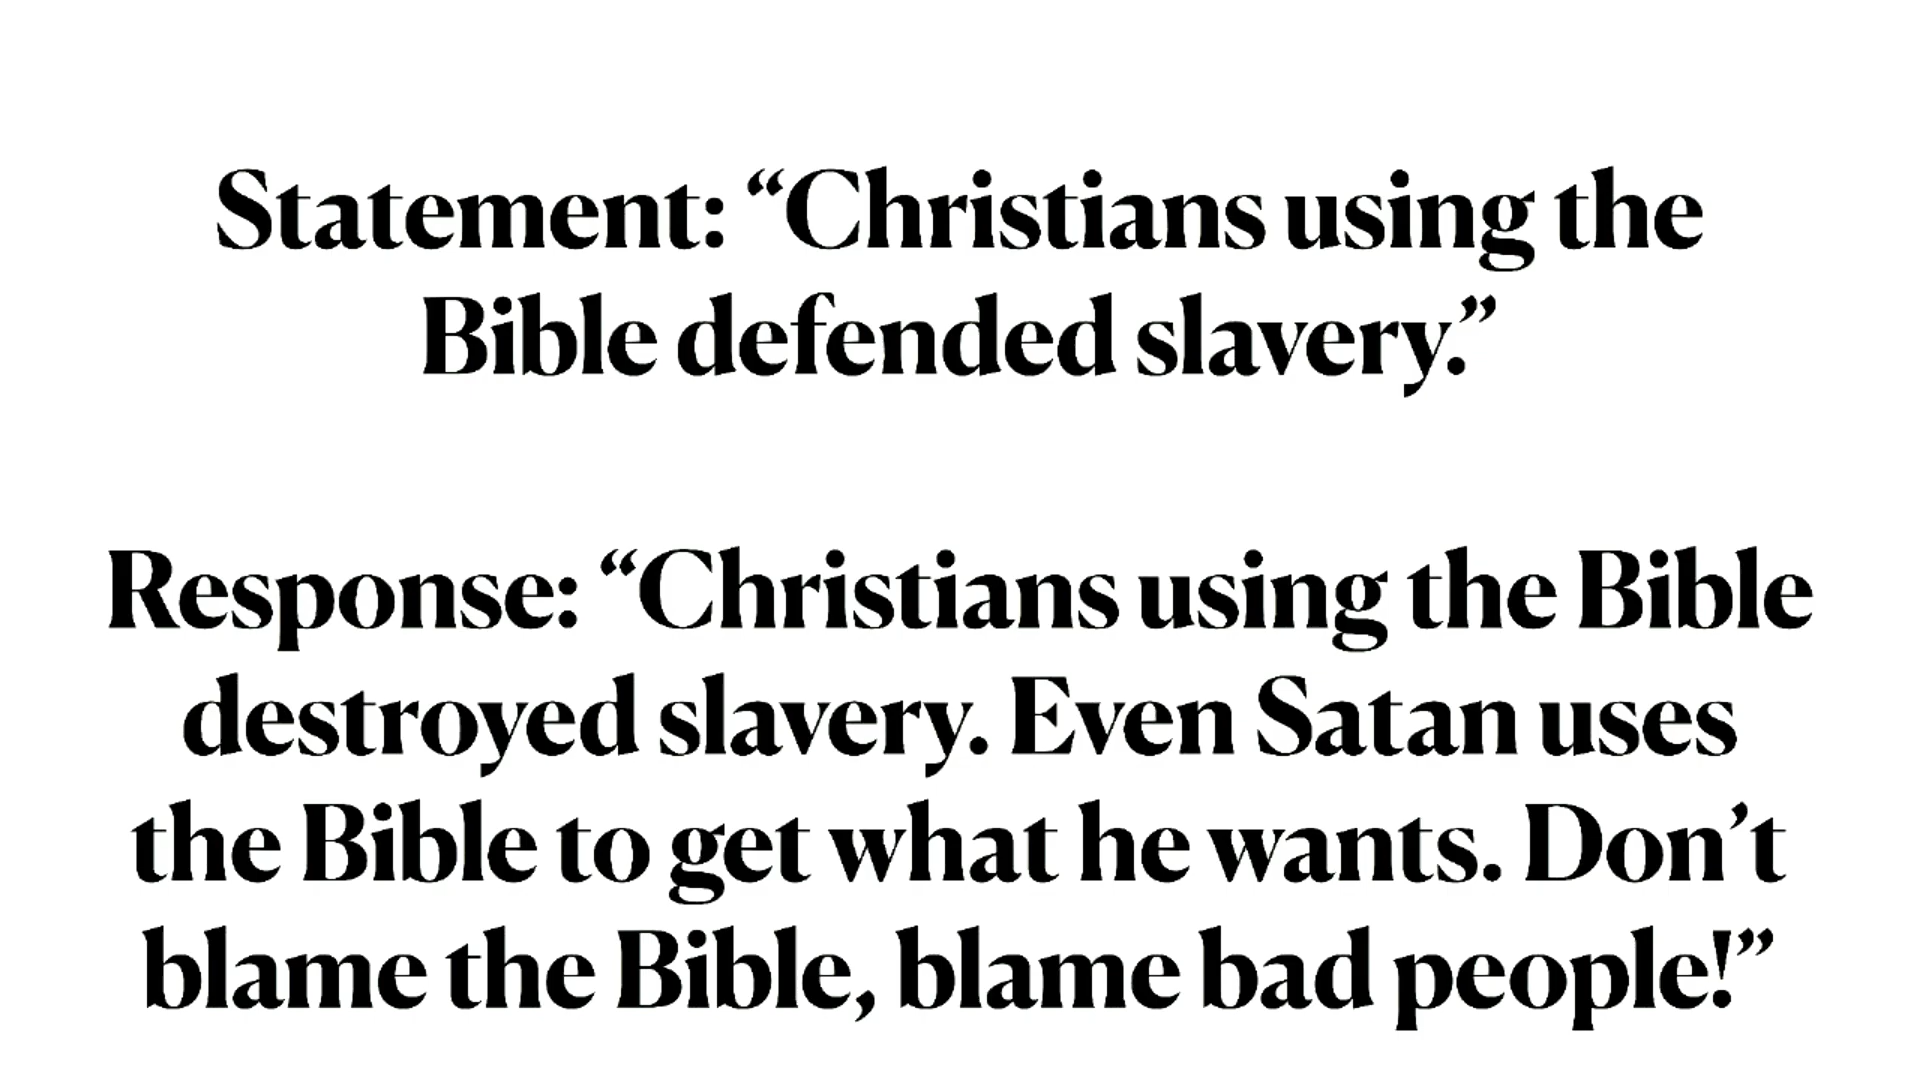 Statement: “Christians using the
Bible defended slavery.”
Response: “Christians using the Bible
destroyed slavery. Even Satan uses
the Bible to get what he wants. Don’t
blame the Bible, blame bad people!”